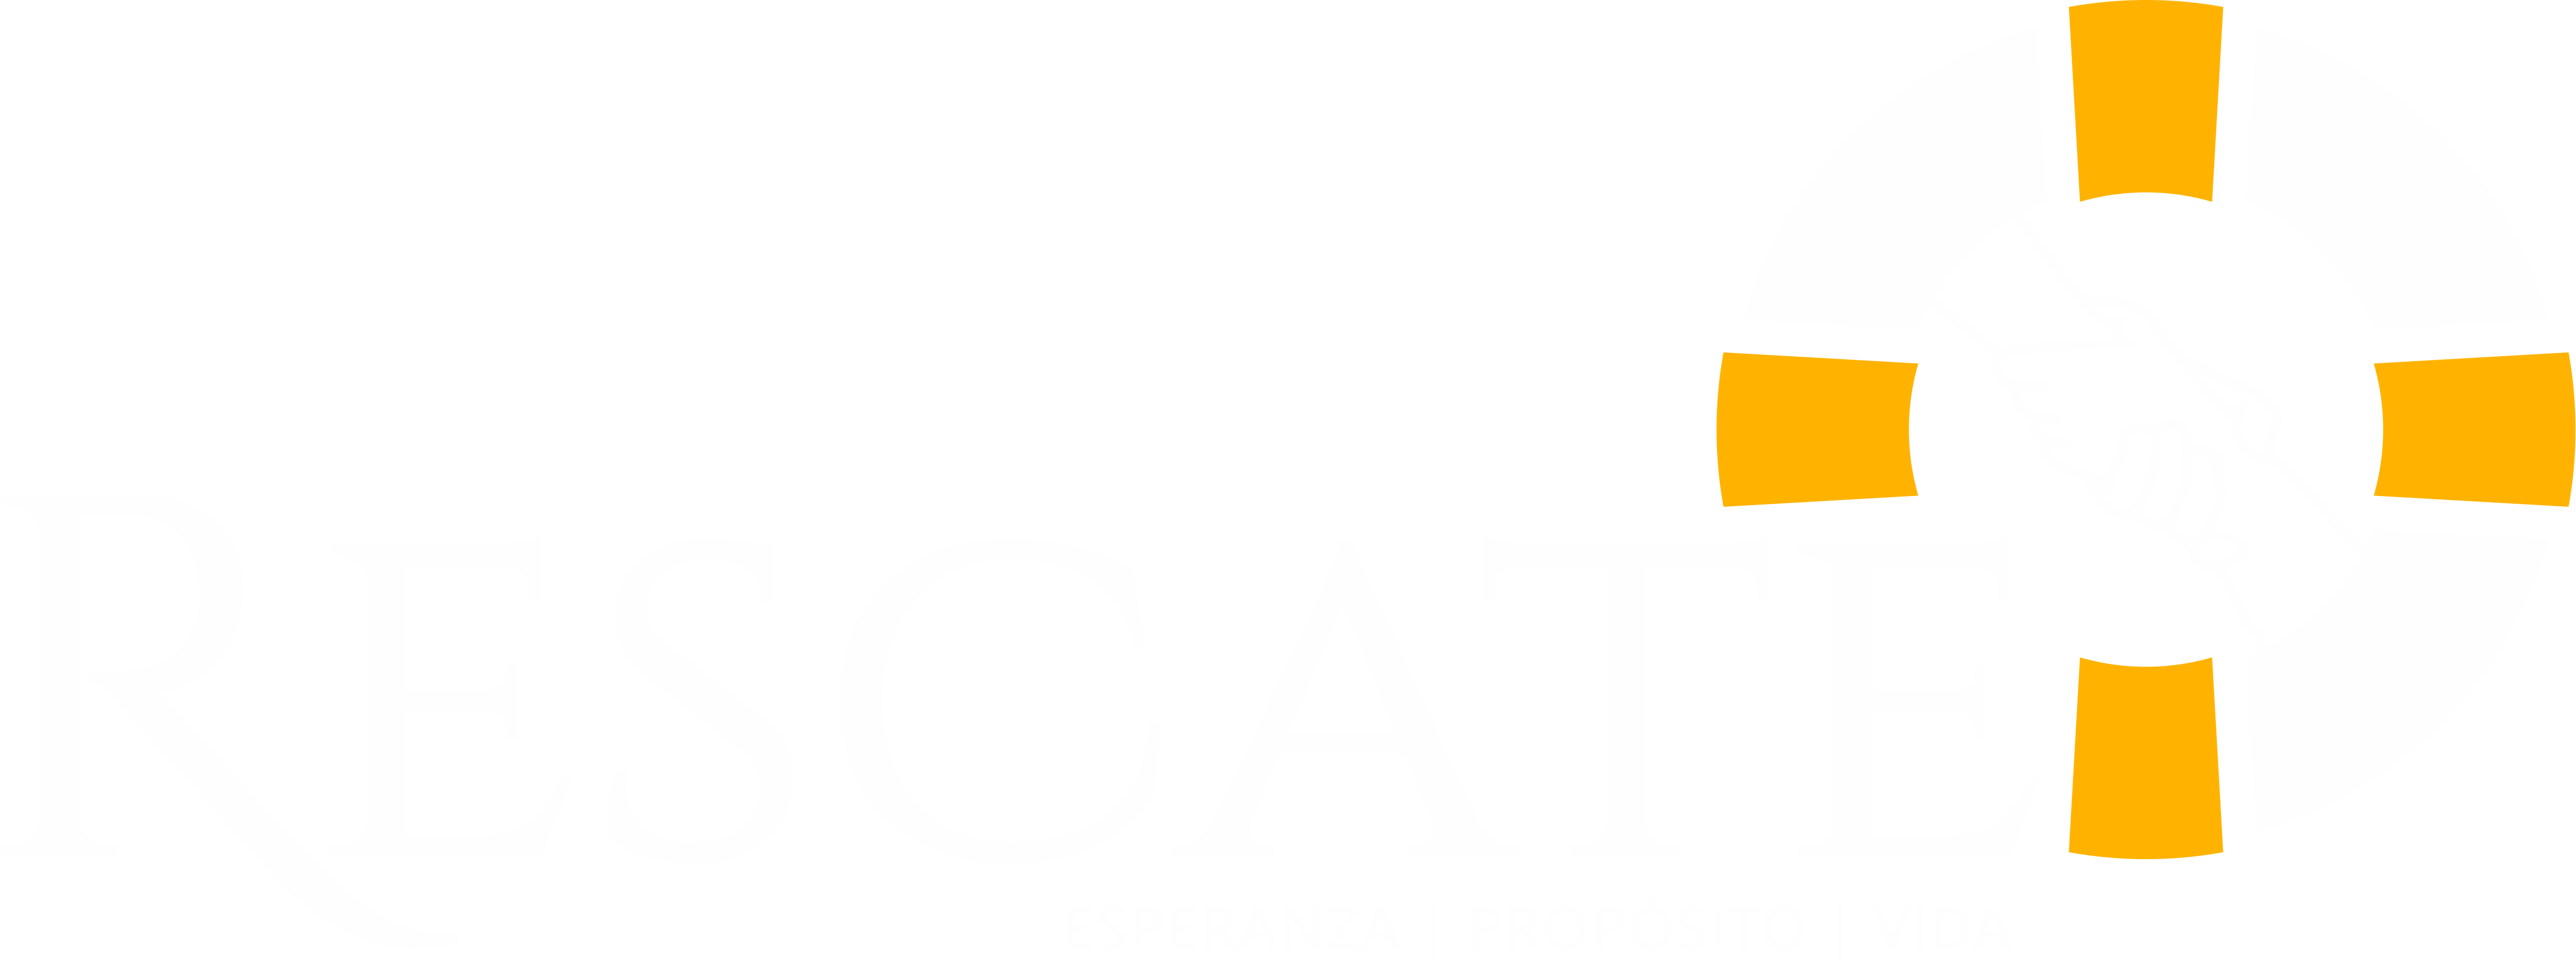 RESCATE
ESPERANZA | PROPÓSITO | VIDA